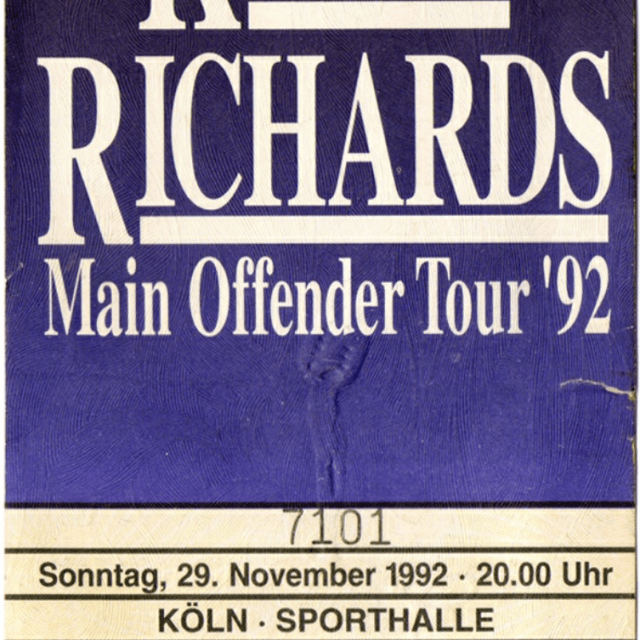 RICHARDS
Main Offender Tour '92
7101
Sonntag, 29. November 1992 · 20.00 Uhr
KÖLN · SPORTHALLE